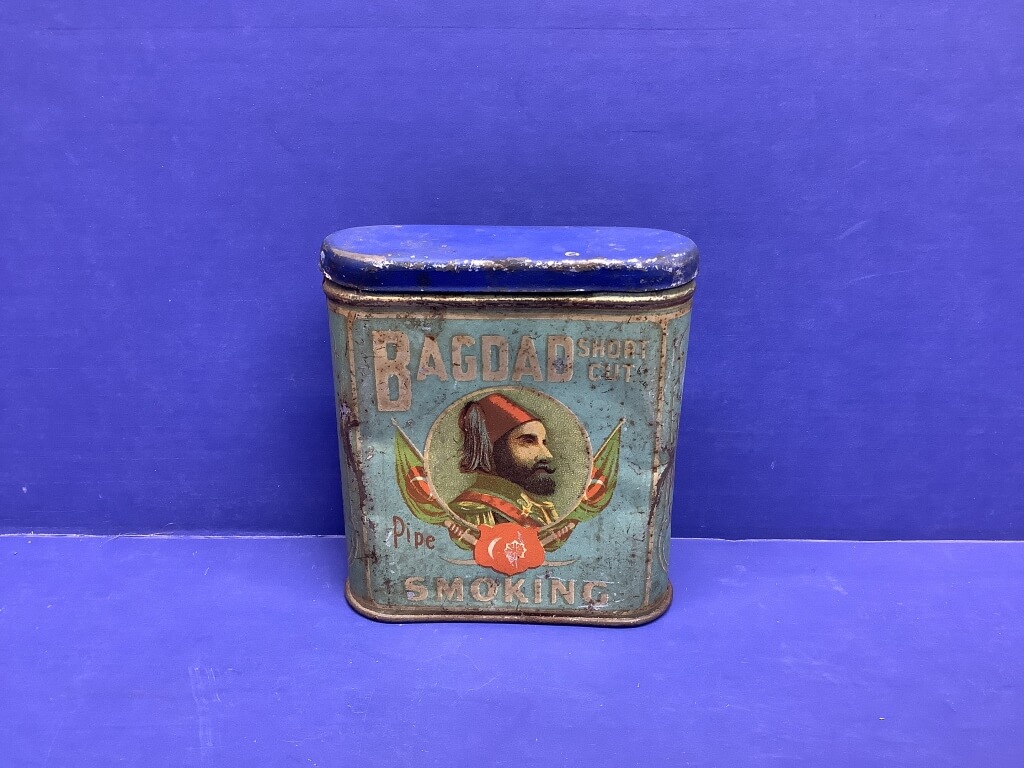 BAGDAD SHORT
CUT
Pipe
SMOKING